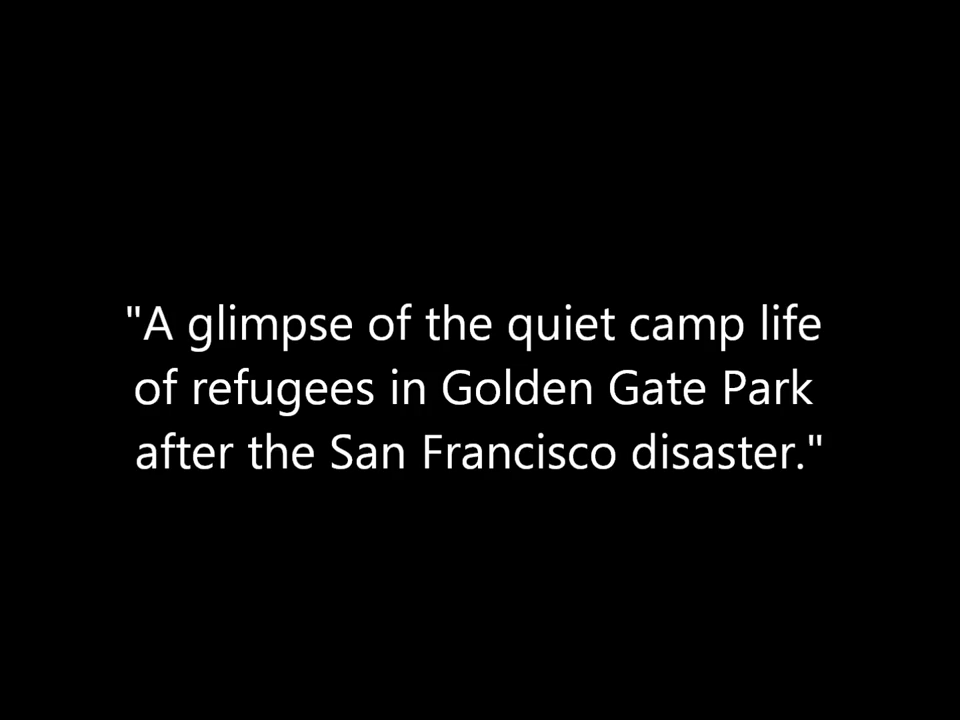 "A glimpse of the quiet camp life
of refugees in Golden Gate Park
after the San Francisco disaster."